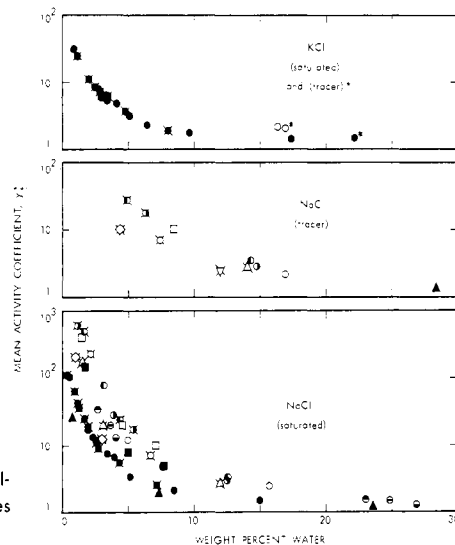 10²
KCl
(saturated)
and (tracer)*
10
*
*
1
10²
NaCl
(tracer)
10
1
MEAN ACTIVITY COEFFICIENT,
10³
10²
NaCl
(saturated)
10
1
0 10 20 30
WEIGHT PERCENT WATER